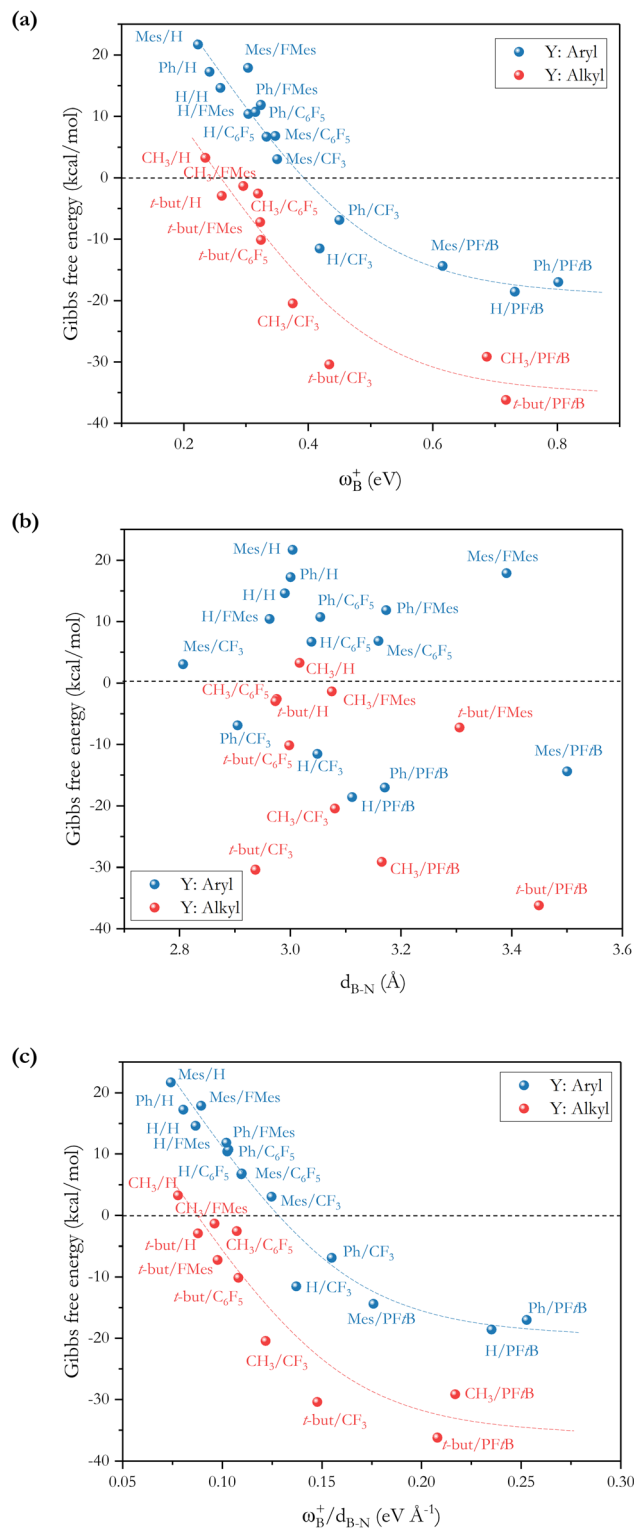 (a)
Gibbs free energy (kcal/mol)
20
10
0
-10
-20
-30
-40
Mes/H
Ph/H
H/H
H/FMes
H/C₆F₅
Mes/FMes
Ph/FMes
Ph/C₆F₅
Mes/C₆F₅
Mes/CF₃
Ph/CF₃
H/CF₃
Mes/PFtB
Ph/PFtB
H/PFtB
CH₃/H
CH₃/FMes
t-but/H
CH₃/C₆F₅
t-but/FMes
t-but/C₆F₅
CH₃/CF₃
t-but/CF₃
CH₃/PFtB
t-but/PFtB
Y: Aryl
Y: Alkyl
0.2 0.4 0.6 0.8
ω_B⁺ (eV)
(b)
Gibbs free energy (kcal/mol)
20
10
0
-10
-20
-30
-40
Mes/H
Ph/H
H/H
H/FMes
Mes/CF₃
Ph/C₆F₅
Ph/FMes
H/C₆F₅
Mes/C₆F₅
Mes/FMes
CH₃/H
CH₃/C₆F₅
t-but/H
CH₃/FMes
t-but/FMes
Ph/CF₃
t-but/C₆F₅
H/CF₃
Ph/PFtB
H/PFtB
Mes/PFtB
CH₃/CF₃
t-but/CF₃
CH₃/PFtB
t-but/PFtB
Y: Aryl
Y: Alkyl
2.8 3.0 3.2 3.4 3.6
d_B-N (Å)
(c)
Gibbs free energy (kcal/mol)
20
10
0
-10
-20
-30
-40
Mes/H
Ph/H
Mes/FMes
H/H
H/FMes
Ph/FMes
Ph/C₆F₅
H/C₆F₅
Mes/C₆F₅
Mes/CF₃
CH₃/H
CH₃/FMes
t-but/H
CH₃/C₆F₅
t-but/FMes
t-but/C₆F₅
Ph/CF₃
H/CF₃
Mes/PFtB
Ph/PFtB
H/PFtB
CH₃/CF₃
t-but/CF₃
CH₃/PFtB
t-but/PFtB
Y: Aryl
Y: Alkyl
0.05 0.10 0.15 0.20 0.25 0.30
ω_B⁺/d_B-N (eV Å⁻¹)